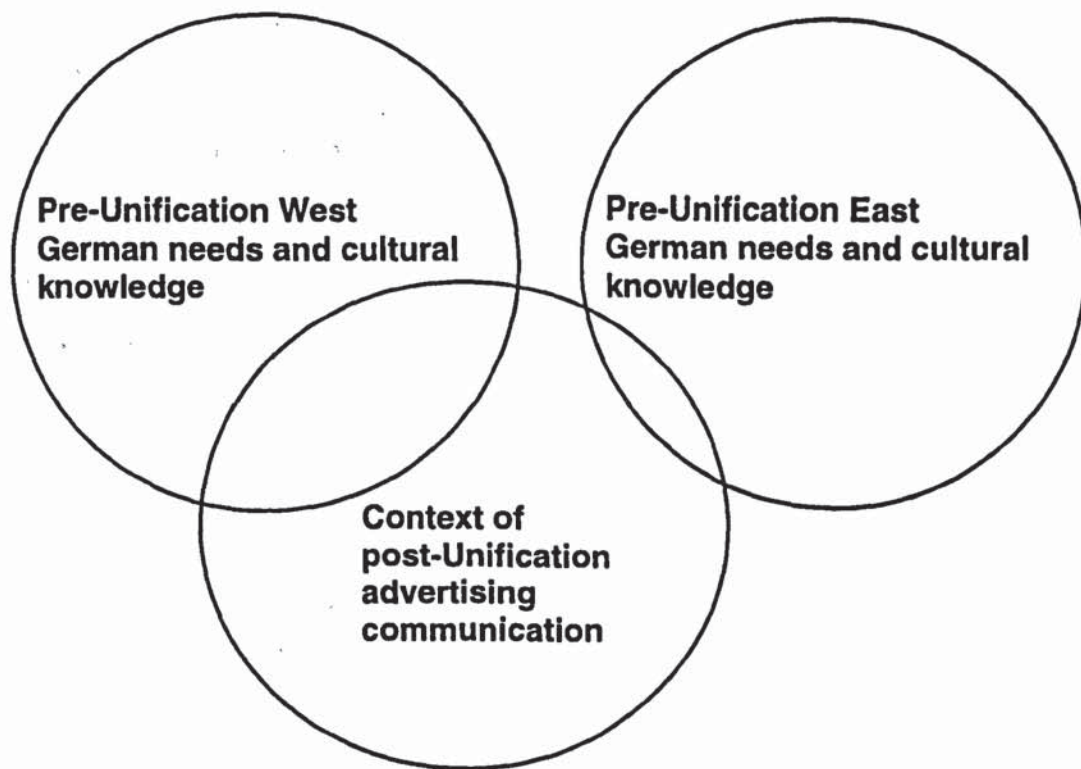 Pre-Unification West
German needs and cultural
knowledge
Pre-Unification East
German needs and cultural
knowledge
Context of
post-Unification
advertising
communication